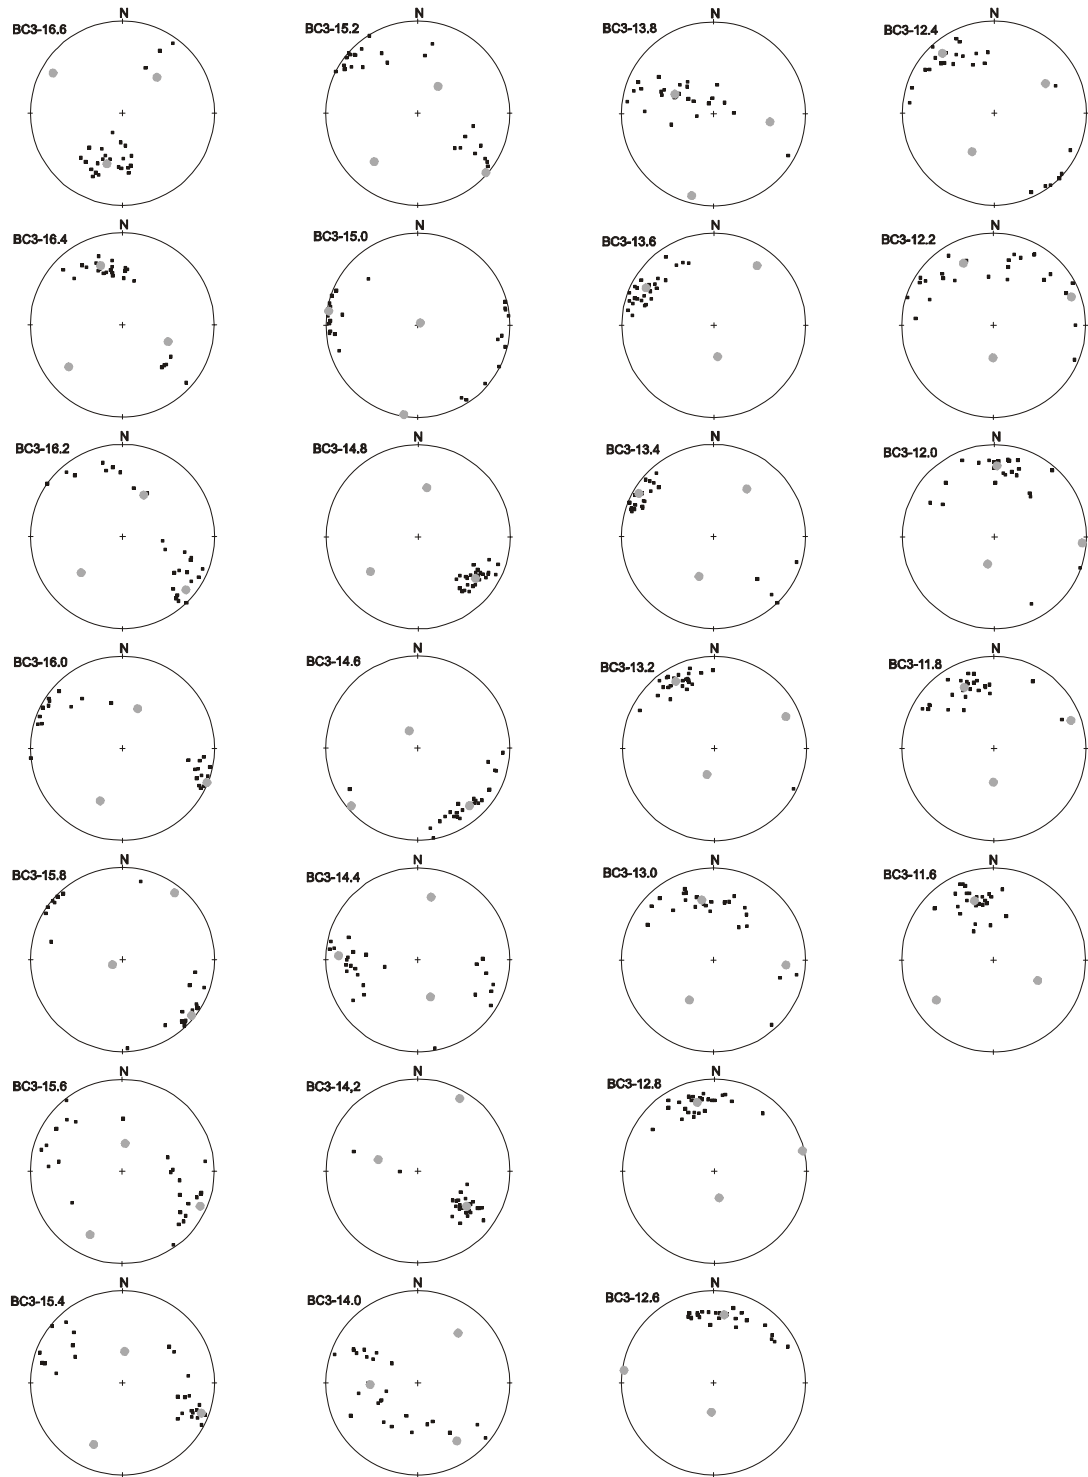 N
BC3-16.6
N
BC3-15.2
N
BC3-13.8
N
BC3-12.4
N
BC3-16.4
N
BC3-15.0
N
BC3-13.6
N
BC3-12.2
N
BC3-16.2
N
BC3-14.8
N
BC3-13.4
N
BC3-12.0
N
BC3-16.0
N
BC3-14.6
N
BC3-13.2
N
BC3-11.8
N
BC3-15.8
N
BC3-14.4
N
BC3-13.0
N
BC3-11.6
N
BC3-15.6
N
BC3-14,2
N
BC3-12.8
N
BC3-15.4
N
BC3-14.0
N
BC3-12.6